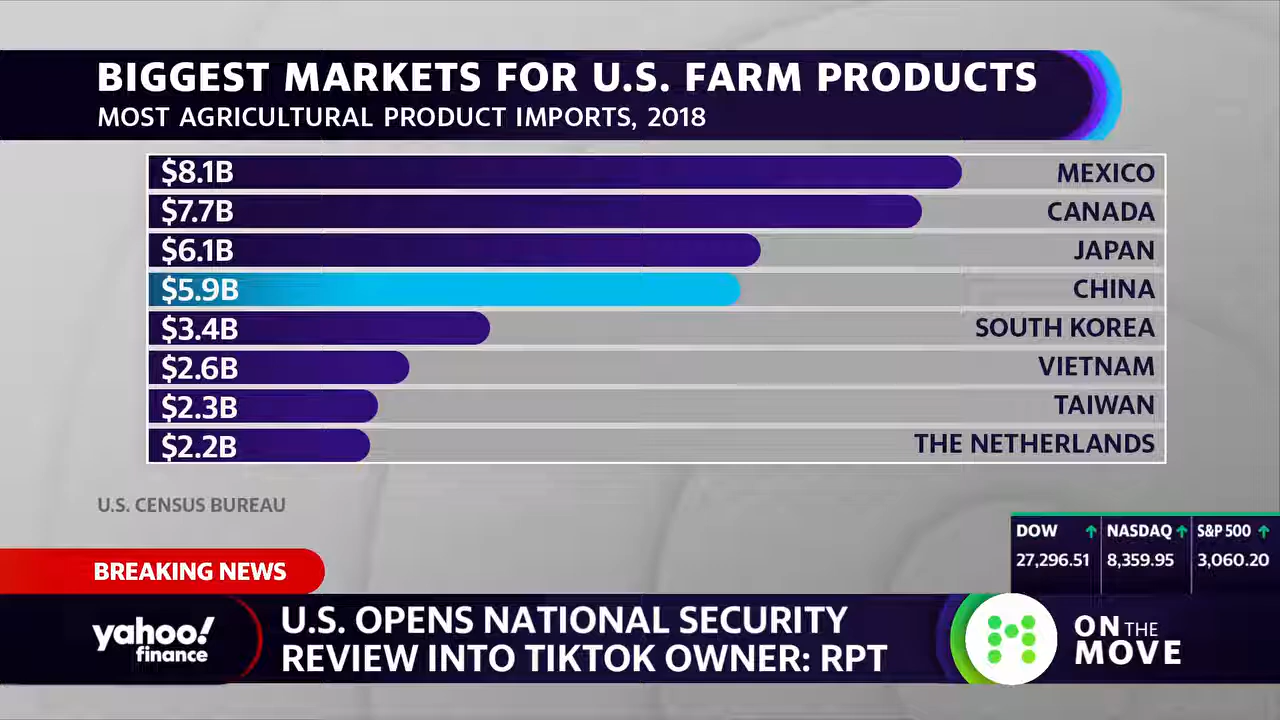 BIGGEST MARKETS FOR U.S. FARM PRODUCTS
MOST AGRICULTURAL PRODUCT IMPORTS, 2018
$8.1B MEXICO
$7.7B CANADA
$6.1B JAPAN
$5.9B CHINA
$3.4B SOUTH KOREA
$2.6B VIETNAM
$2.3B TAIWAN
$2.2B THE NETHERLANDS
U.S. CENSUS BUREAU
DOW NASDAQ S&P 500
27,296.51 8,359.95 3,060.20
BREAKING NEWS
yahoo!
finance
U.S. OPENS NATIONAL SECURITY
REVIEW INTO TIKTOK OWNER: RPT
ON THE
MOVE